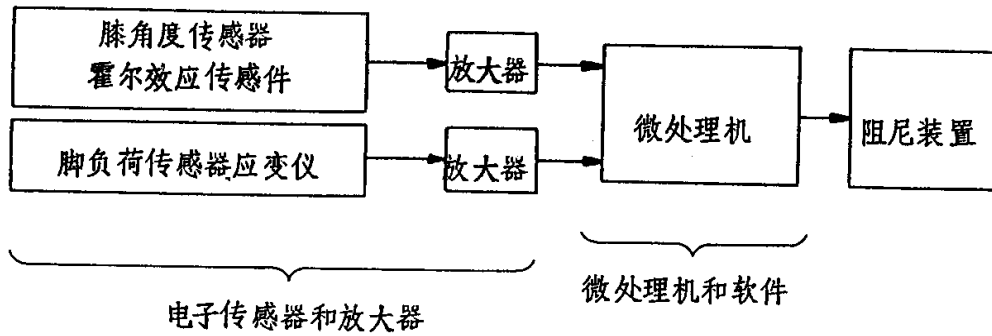 膝角度传感器
霍尔效应传感件
放大器
微处理机
阻尼装置
脚负荷传感器应变仪
放大器
电子传感器和放大器
微处理机和软件